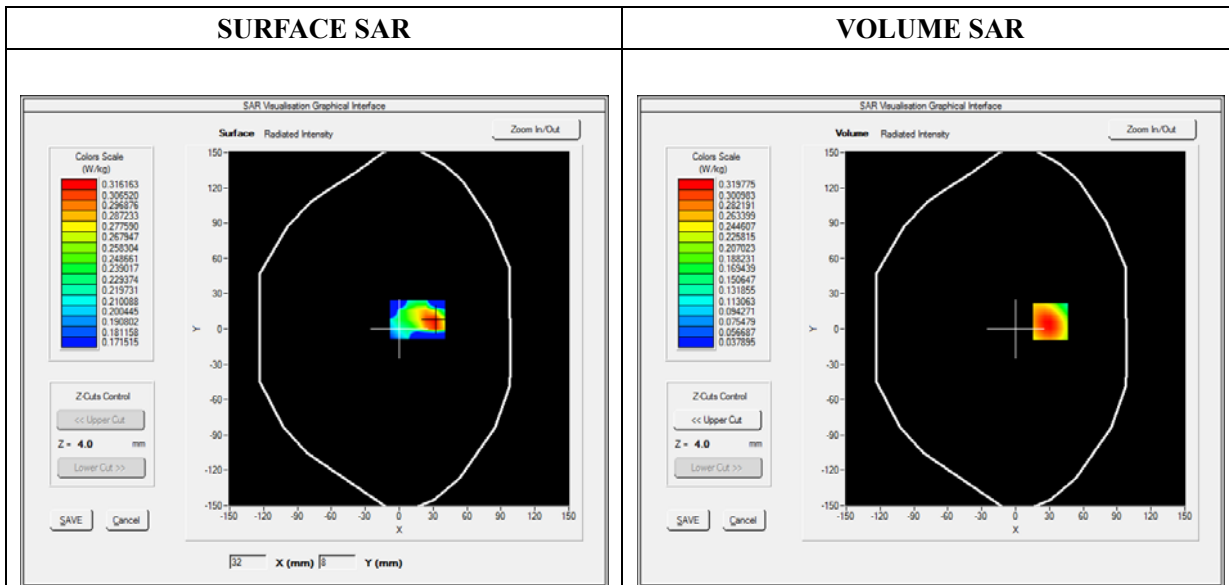 SURFACE SAR
VOLUME SAR
SAR Visualisation Graphical Interface
Surface Radiated Intensity
Zoom In/Out
Colors Scale
(W/kg)
0.316163
0.306520
0.296876
0.287233
0.277590
0.267947
0.258304
0.248661
0.239017
0.229374
0.219731
0.210088
0.200445
0.190802
0.181158
0.171515
Z-Cuts Control
<< Upper Cut
Z = 4.0 mm
Lower Cut >>
SAVE Cancel
150
120
90
60
30
0
-30
-60
-90
-120
-150
Y
-150 -120 -90 -60 -30 0 30 60 90 120 150
X
32 X (mm) 8 Y (mm)
SAR Visualisation Graphical Interface
Volume Radiated Intensity
Zoom In/Out
Colors Scale
(W/kg)
0.319775
0.300983
0.282191
0.263399
0.244607
0.225815
0.207023
0.188231
0.169439
0.150647
0.131855
0.113063
0.094271
0.075479
0.056687
0.037895
Z-Cuts Control
<< Upper Cut
Z = 4.0 mm
Lower Cut >>
SAVE Cancel
150
120
90
60
30
0
-30
-60
-90
-120
-150
Y
-150 -120 -90 -60 -30 0 30 60 90 120 150
X